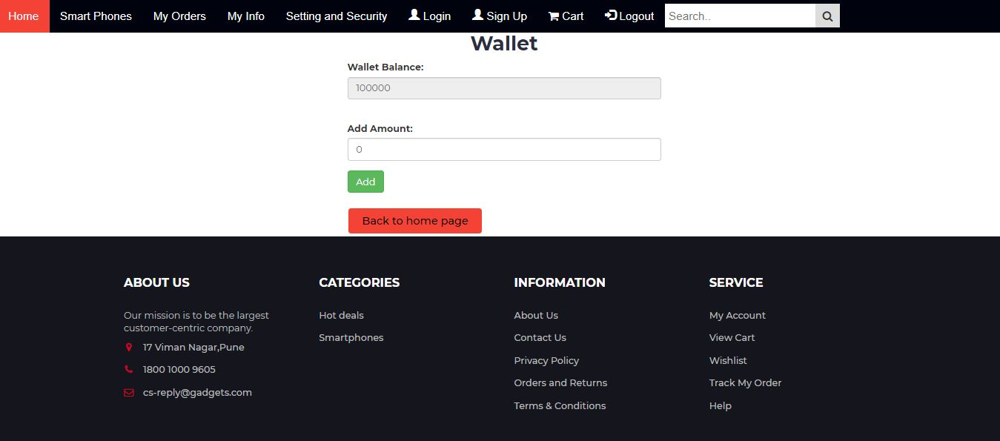 Home Smart Phones My Orders My Info Setting and Security Login Sign Up Cart Logout Search..
Wallet
Wallet Balance:
100000
Add Amount:
0
Add
Back to home page
ABOUT US
Our mission is to be the largest
customer-centric company.
17 Viman Nagar,Pune
1800 1000 9605
cs-reply@gadgets.com
CATEGORIES
Hot deals
Smartphones
INFORMATION
About Us
Contact Us
Privacy Policy
Orders and Returns
Terms & Conditions
SERVICE
My Account
View Cart
Wishlist
Track My Order
Help